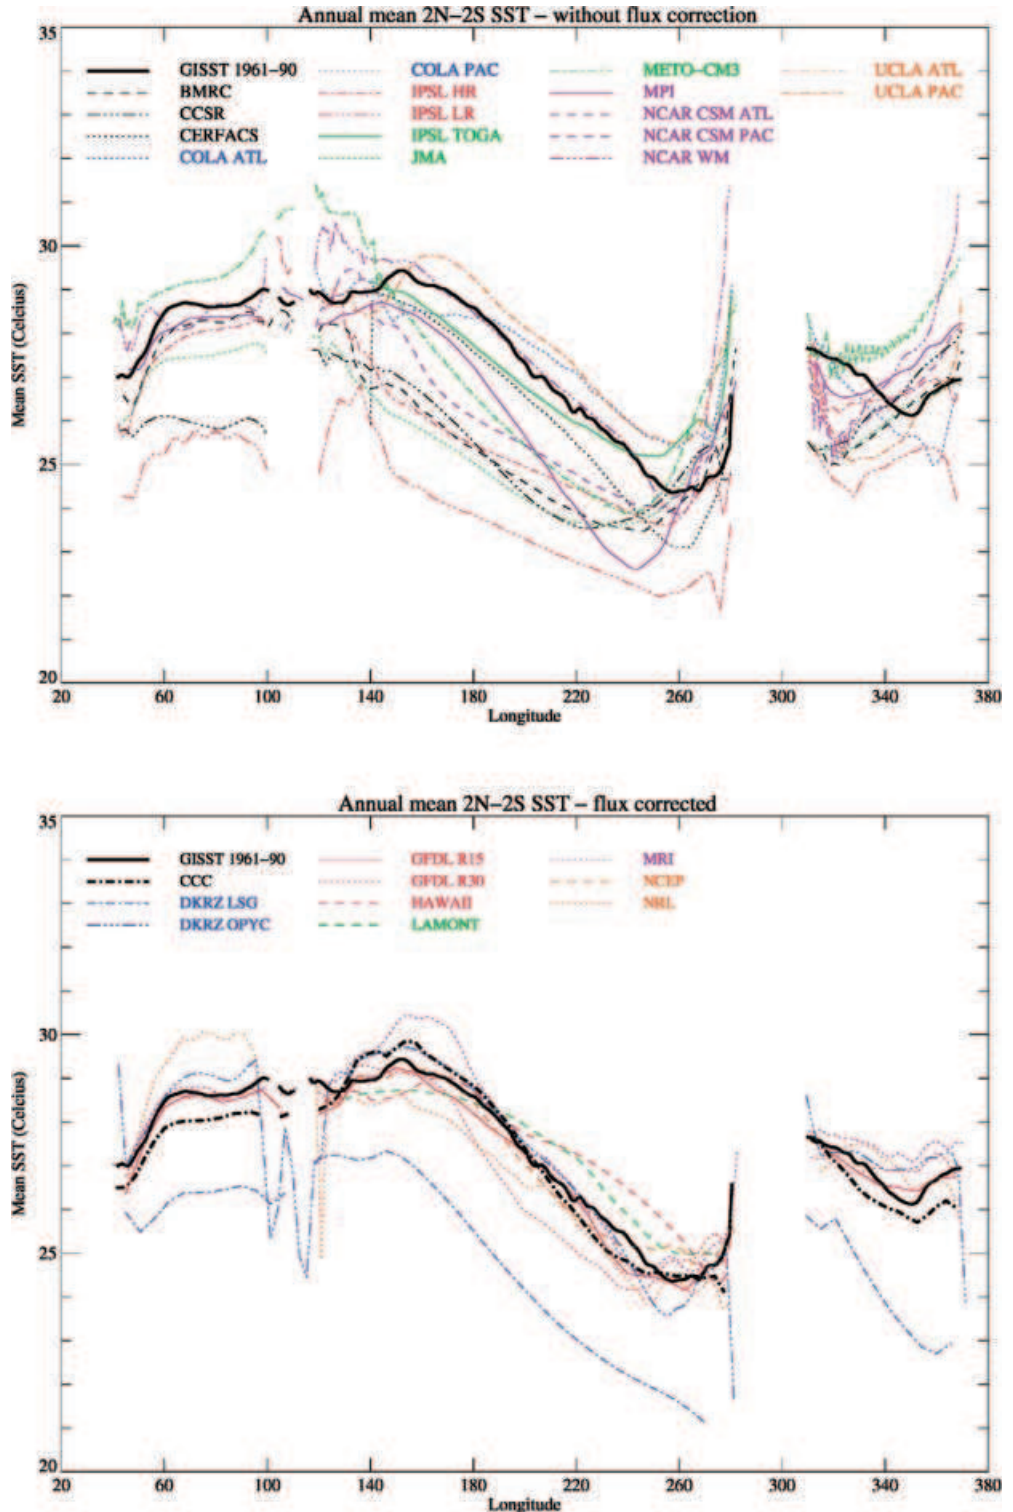 Annual mean 2N–2S SST – without flux correction
35
GISST 1961–90
BMRC
CCSR
CERFACS
COLA ATL
COLA PAC
IPSL HR
IPSL LR
IPSL TOGA
JMA
METO–CM3
MPI
NCAR CSM ATL
NCAR CSM PAC
NCAR WM
UCLA ATL
UCLA PAC
30
Mean SST (Celcius)
25
20
20 60 100 140 180 220 260 300 340 380
Longitude
Annual mean 2N–2S SST – flux corrected
35
GISST 1961–90
CCC
DKRZ LSG
DKRZ OPYC
GFDL R15
GFDL R30
HAWAII
LAMONT
MRI
NCEP
NRL
30
Mean SST (Celcius)
25
20
20 60 100 140 180 220 260 300 340 380
Longitude